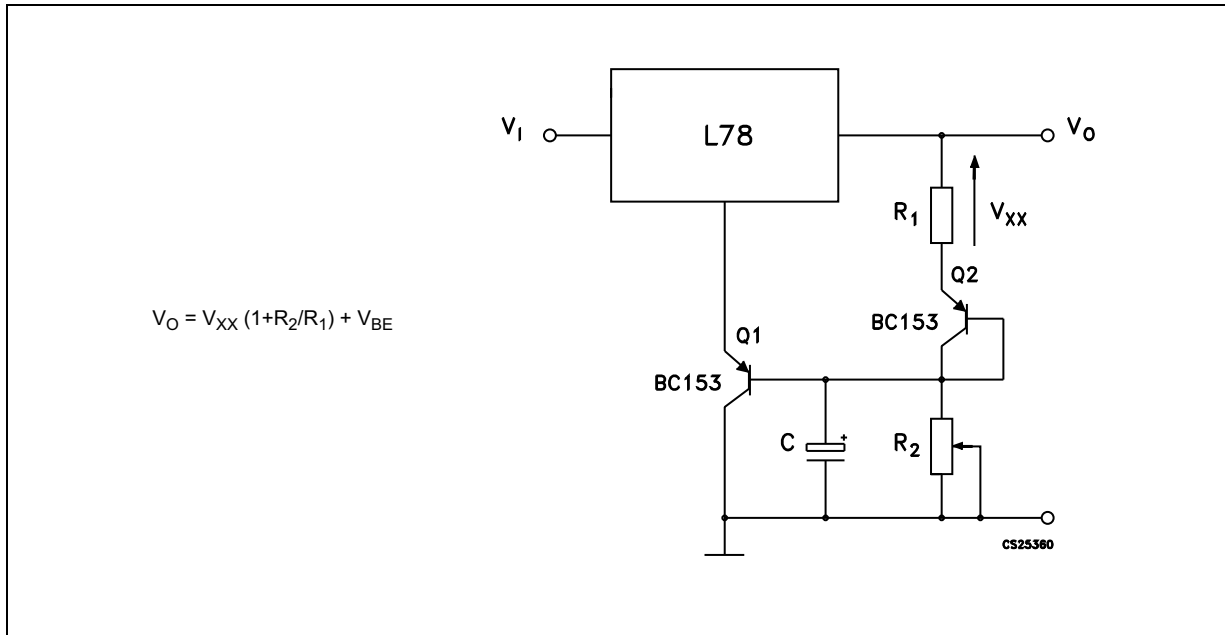 V_I
L78
V_O
R_1
V_XX
Q2
BC153
V_O = V_XX (1+R_2/R_1) + V_BE
Q1
BC153
C
+
R_2
CS25360